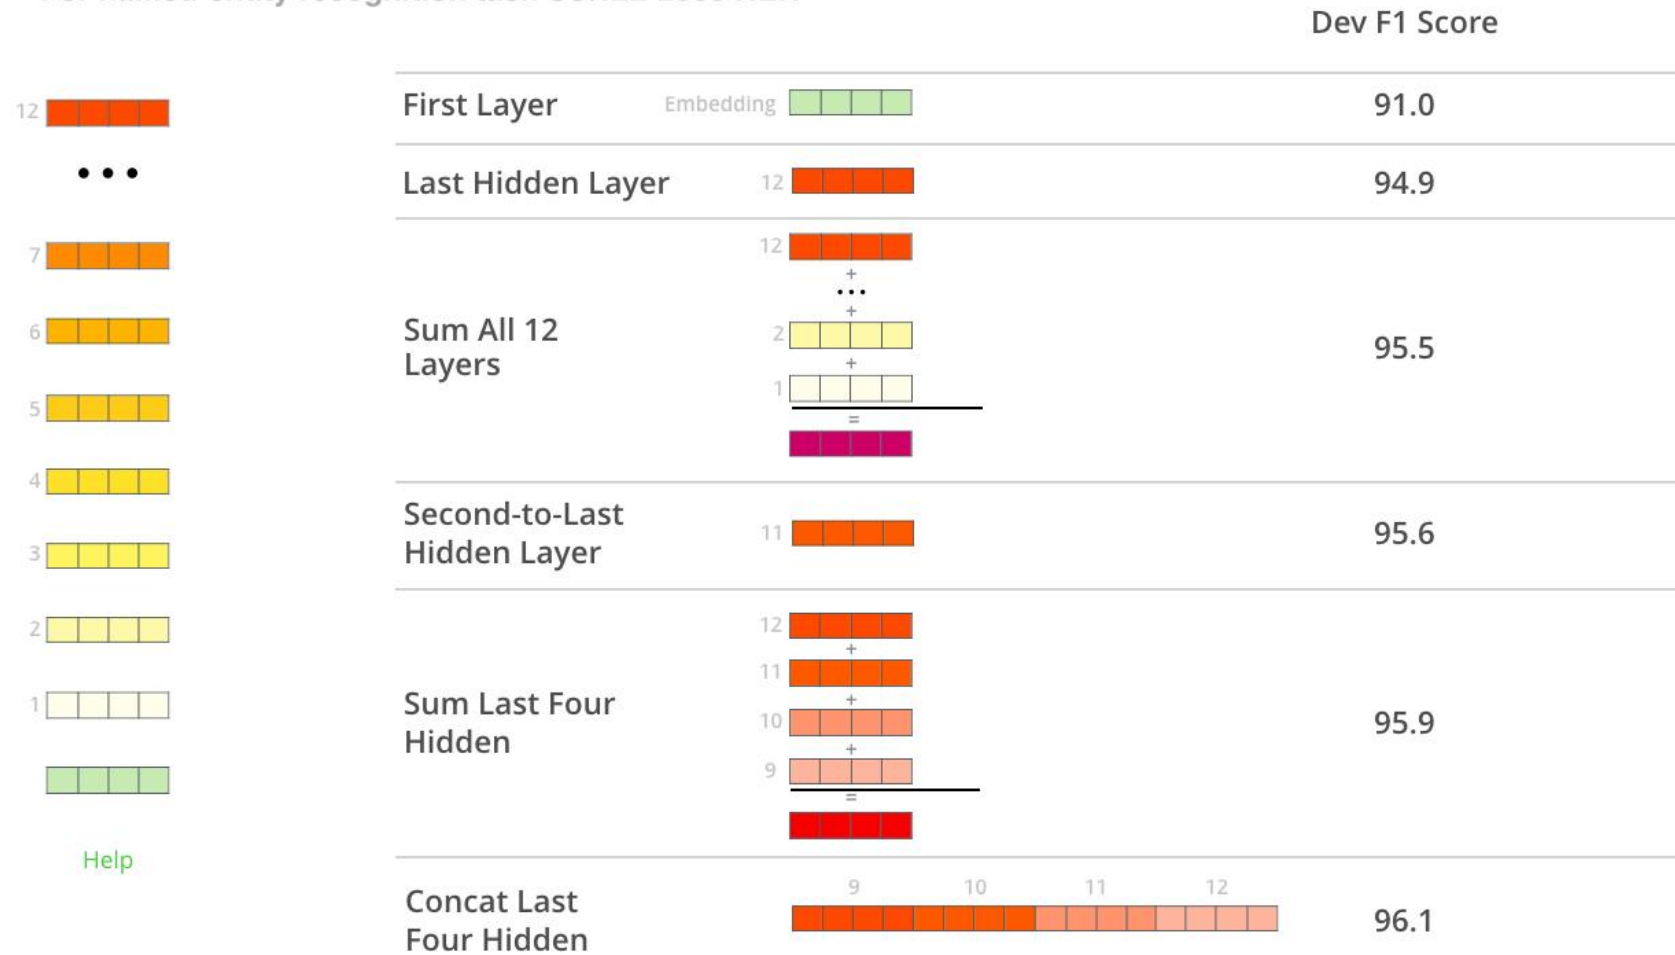 Dev F1 Score
12
First Layer Embedding 91.0
Last Hidden Layer 12 94.9
7
6
5
4
3
2
1
Help
12
+
...
+
Sum All 12
Layers
2
+
1
=
95.5
Second-to-Last
Hidden Layer
11
95.6
12
+
11
+
Sum Last Four
Hidden
10
+
9
=
95.9
9 10 11 12
Concat Last
Four Hidden
96.1